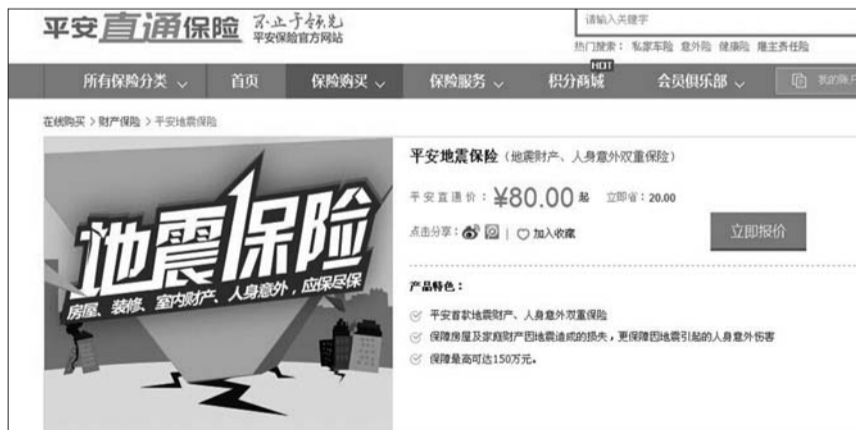 平安直通保险 不止于领先
平安保险官方网站
请输入关键字
热门搜索： 私家车险 意外险 健康险 雇主责任险
HOT
所有保险分类 首页 保险购买 保险服务 积分商城 会员俱乐部 我的账户
在线购买 > 财产保险 > 平安地震保险
地震保险
房屋、装修、室内财产、人身意外，应保尽保
平安地震保险（地震财产、人身意外双重保险）
平安直通价：¥80.00 起 立即省：20.00
点击分享： | 加入收藏
立即报价
产品特色：
平安首款地震财产、人身意外双重保险
保障房屋及家庭财产因地震造成的损失，更保障因地震引起的人身意外伤害
保障最高可达150万元。